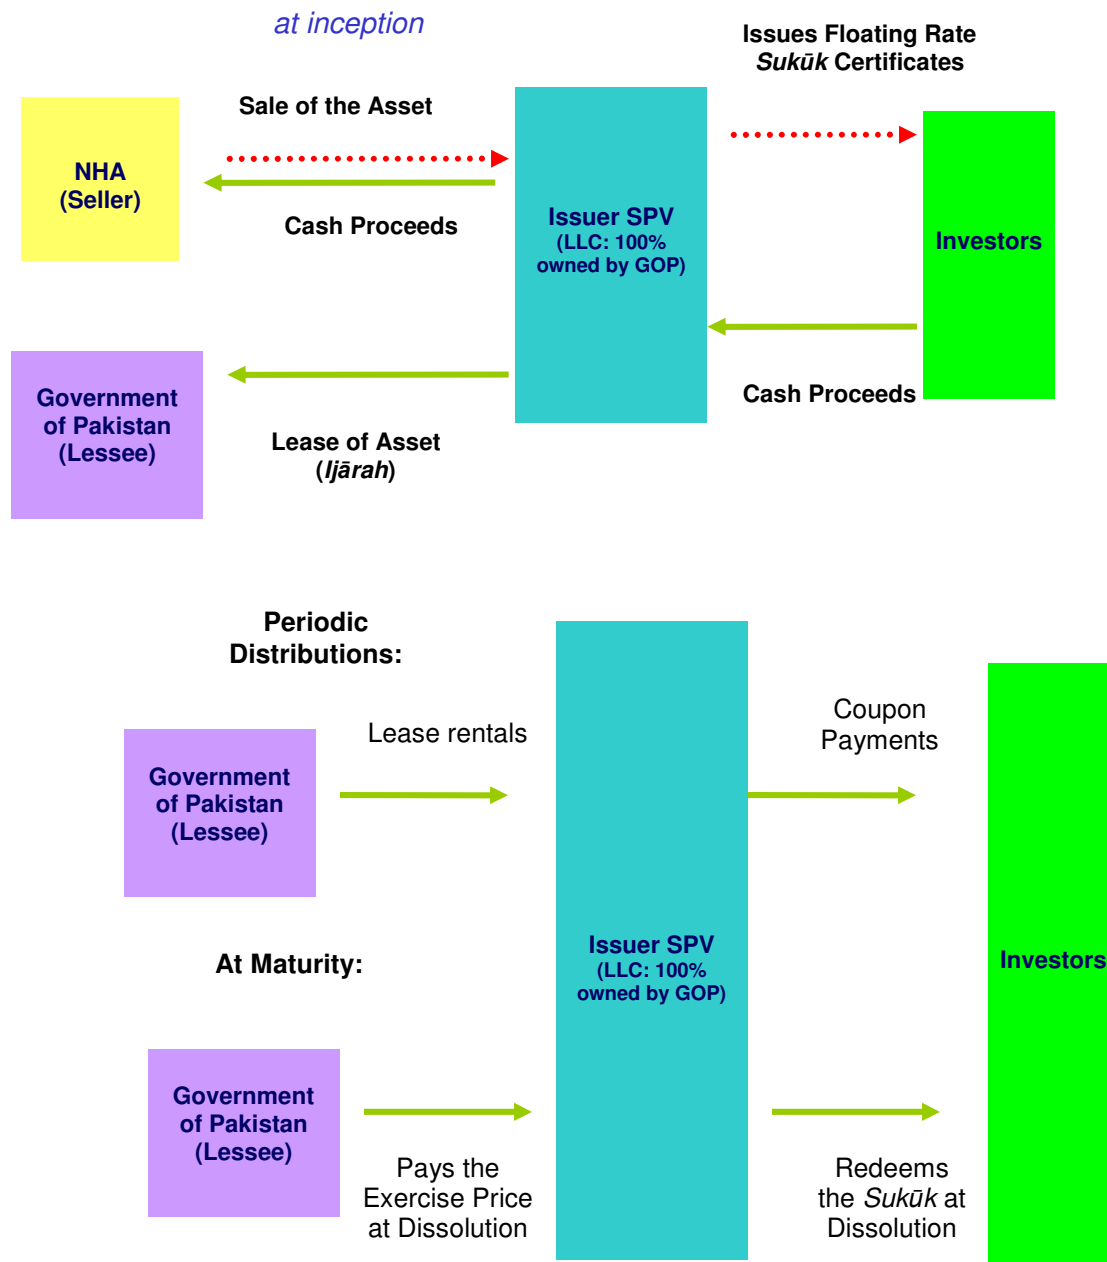 at inception
Issues Floating Rate
Sukūk Certificates
Sale of the Asset
NHA
(Seller)
Cash Proceeds
Issuer SPV
(LLC: 100%
owned by GOP)
Investors
Government
of Pakistan
(Lessee)
Cash Proceeds
Lease of Asset
(Ijārah)
Periodic
Distributions:
Lease rentals
Coupon
Payments
Government
of Pakistan
(Lessee)
Issuer SPV
(LLC: 100%
owned by GOP)
Investors
At Maturity:
Government
of Pakistan
(Lessee)
Pays the
Exercise Price
at Dissolution
Redeems
the Sukūk at
Dissolution